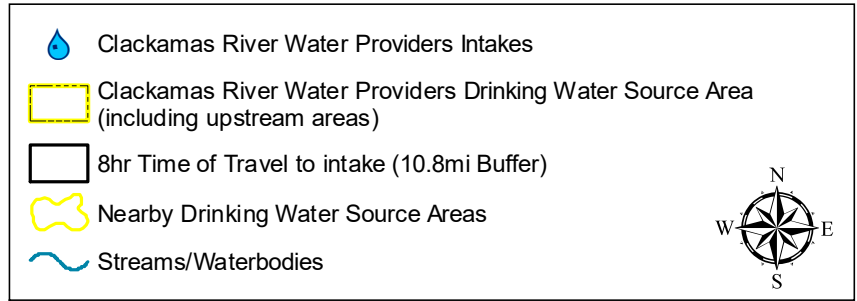 Clackamas River Water Providers Intakes
Clackamas River Water Providers Drinking Water Source Area
(including upstream areas)
8hr Time of Travel to intake (10.8mi Buffer)
Nearby Drinking Water Source Areas
Streams/Waterbodies
N
W E
S